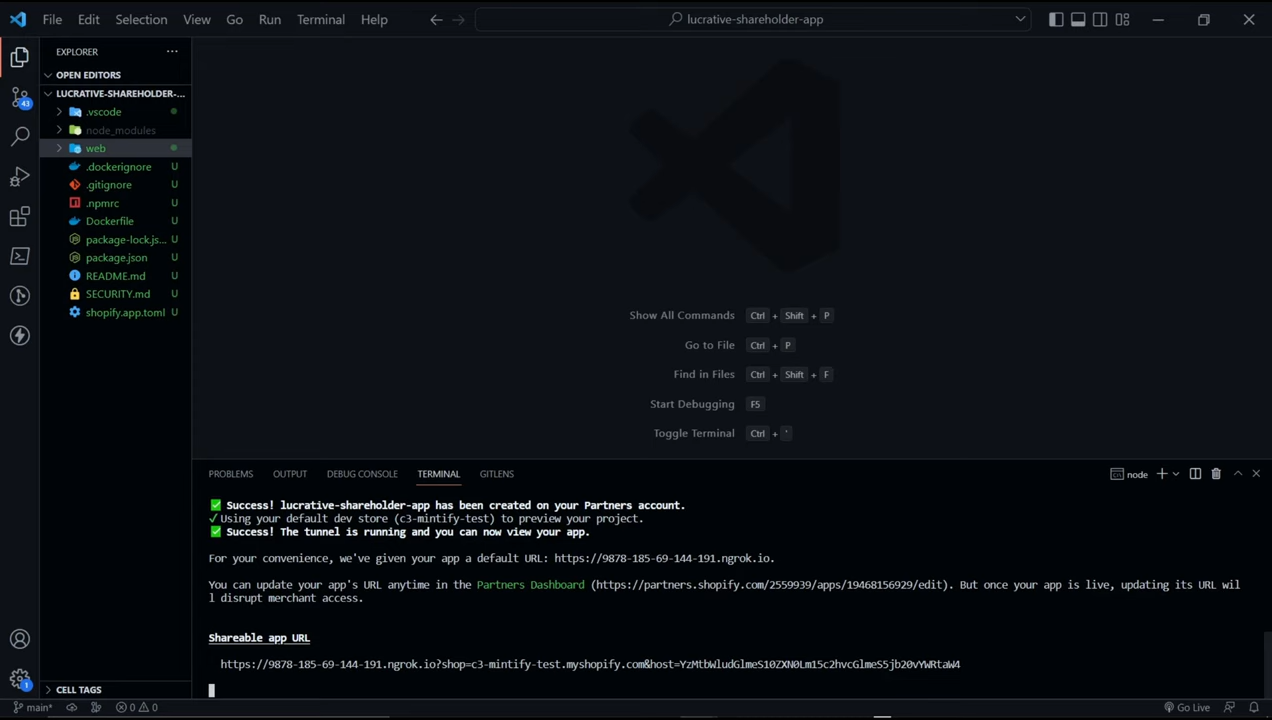 File Edit Selection View Go Run Terminal Help
lucrative-shareholder-app
EXPLORER
OPEN EDITORS
LUCRATIVE-SHAREHOLDER-...
43
.vscode
node_modules
web
.dockerignore U
.gitignore U
.npmrc U
Dockerfile U
package-lock.js... U
package.json U
README.md U
SECURITY.md U
shopify.app.toml U
Show All Commands Ctrl + Shift + P
Go to File Ctrl + P
Find in Files Ctrl + Shift + F
Start Debugging F5
Toggle Terminal Ctrl + '
PROBLEMS OUTPUT DEBUG CONSOLE TERMINAL GITLENS
node
✅ Success! lucrative-shareholder-app has been created on your Partners account.
✓Using your default dev store (c3-mintify-test) to preview your project.
✅ Success! The tunnel is running and you can now view your app.
For your convenience, we've given your app a default URL: https://9878-185-69-144-191.ngrok.io.
You can update your app's URL anytime in the Partners Dashboard (https://partners.shopify.com/2559939/apps/19468156929/edit). But once your app is live, updating its URL wil
l disrupt merchant access.
Shareable app URL
https://9878-185-69-144-191.ngrok.io?shop=c3-mintify-test.myshopify.com&host=YzMtbWludGlmeS10ZXN0Lm15c2hvcGlmeS5jb20vYWRtaW4
1
CELL TAGS
main* 0 0
Go Live